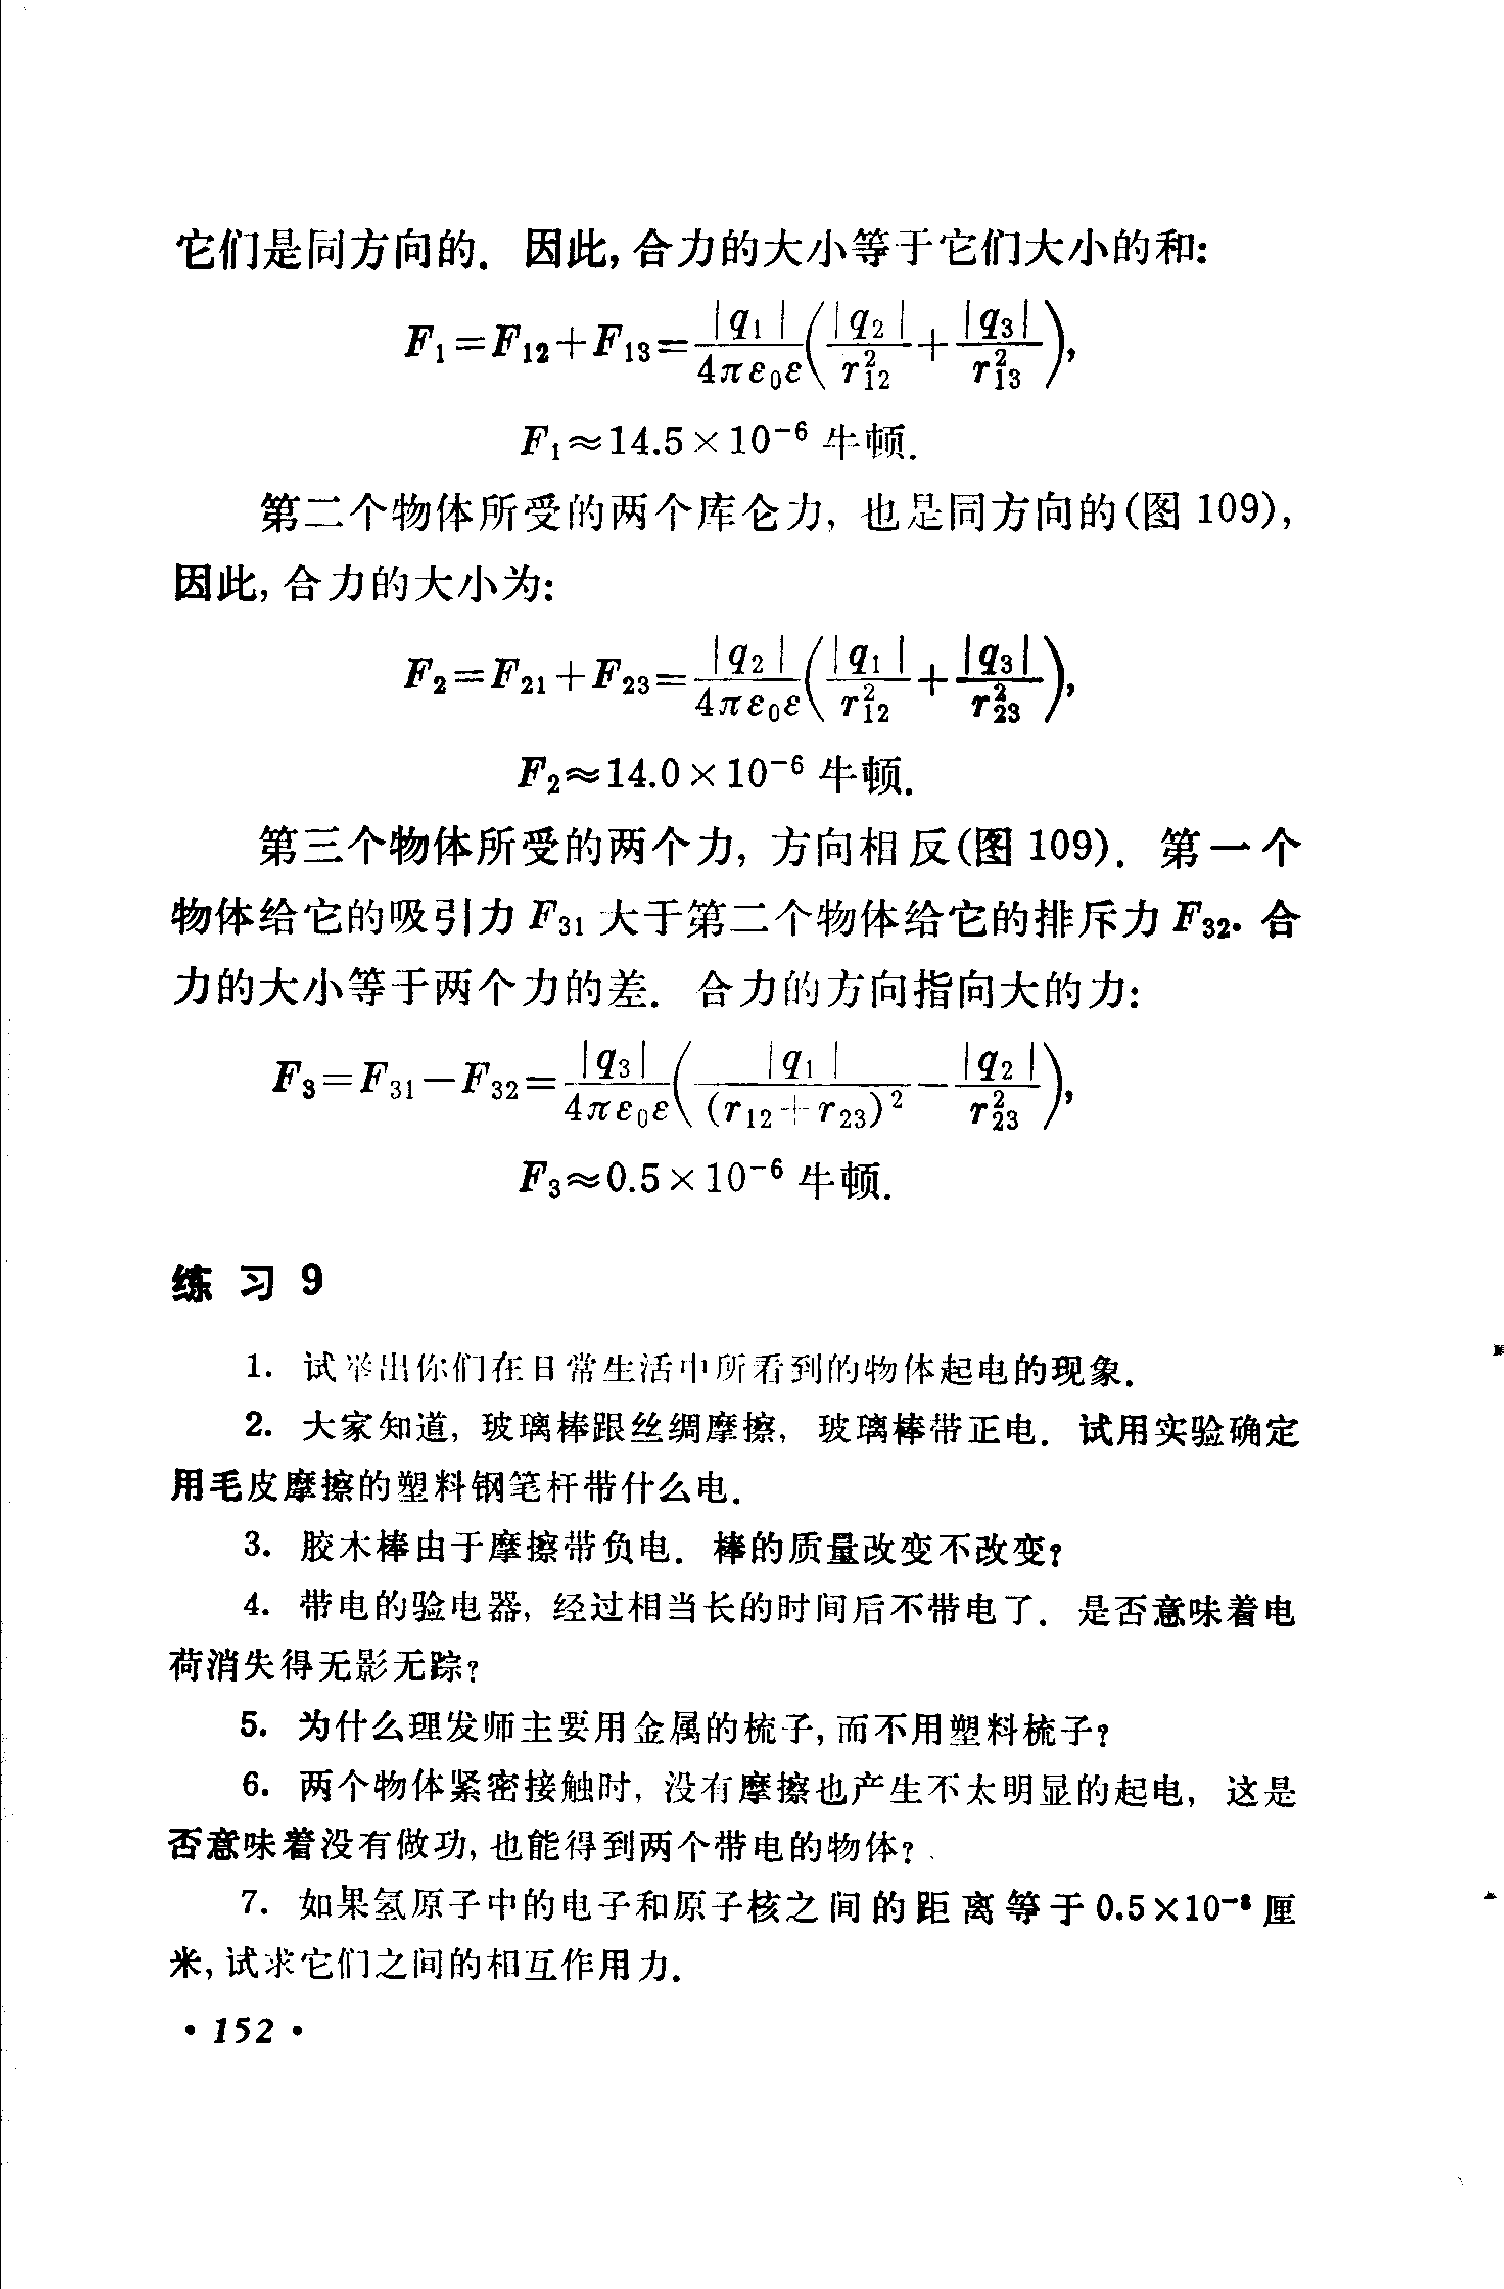 它们是同方向的. 因此,合力的大小等于它们大小的和:
F₁=F₁₂+F₁₃=\frac{|q₁|}{4πε₀ε}(\frac{|q₂|}{r₁₂²}+\frac{|q₃|}{r₁₃²}),
F₁≈14.5×10⁻⁶ 牛顿.
第二个物体所受的两个库仑力, 也是同方向的(图 109),
因此,合力的大小为:
F₂=F₂₁+F₂₃=\frac{|q₂|}{4πε₀ε}(\frac{|q₁|}{r₁₂²}+\frac{|q₃|}{r₂₃²}),
F₂≈14.0×10⁻⁶ 牛顿.
第三个物体所受的两个力, 方向相反(图 109). 第一个
物体给它的吸引力 F₃₁ 大于第二个物体给它的排斥力 F₃₂. 合
力的大小等于两个力的差. 合力的方向指向大的力:
F₃=F₃₁−F₃₂=\frac{|q₃|}{4πε₀ε}(\frac{|q₁|}{(r₁₂+r₂₃)²}−\frac{|q₂|}{r₂₃²}),
F₃≈0.5×10⁻⁶ 牛顿.
练习 9
1. 试举出你们在日常生活中所看到的物体起电的现象.
2. 大家知道, 玻璃棒跟丝绸摩擦, 玻璃棒带正电. 试用实验确定
用毛皮摩擦的塑料钢笔杆带什么电.
3. 胶木棒由于摩擦带负电. 棒的质量改变不改变?
4. 带电的验电器, 经过相当长的时间后不带电了. 是否意味着电
荷消失得无影无踪?
5. 为什么理发师主要用金属的梳子,而不用塑料梳子?
6. 两个物体紧密接触时, 没有摩擦也产生不太明显的起电, 这是
否意味着没有做功,也能得到两个带电的物体?
7. 如果氢原子中的电子和原子核之间的距离等于 0.5×10⁻⁸ 厘
米,试求它们之间的相互作用力.
·152·